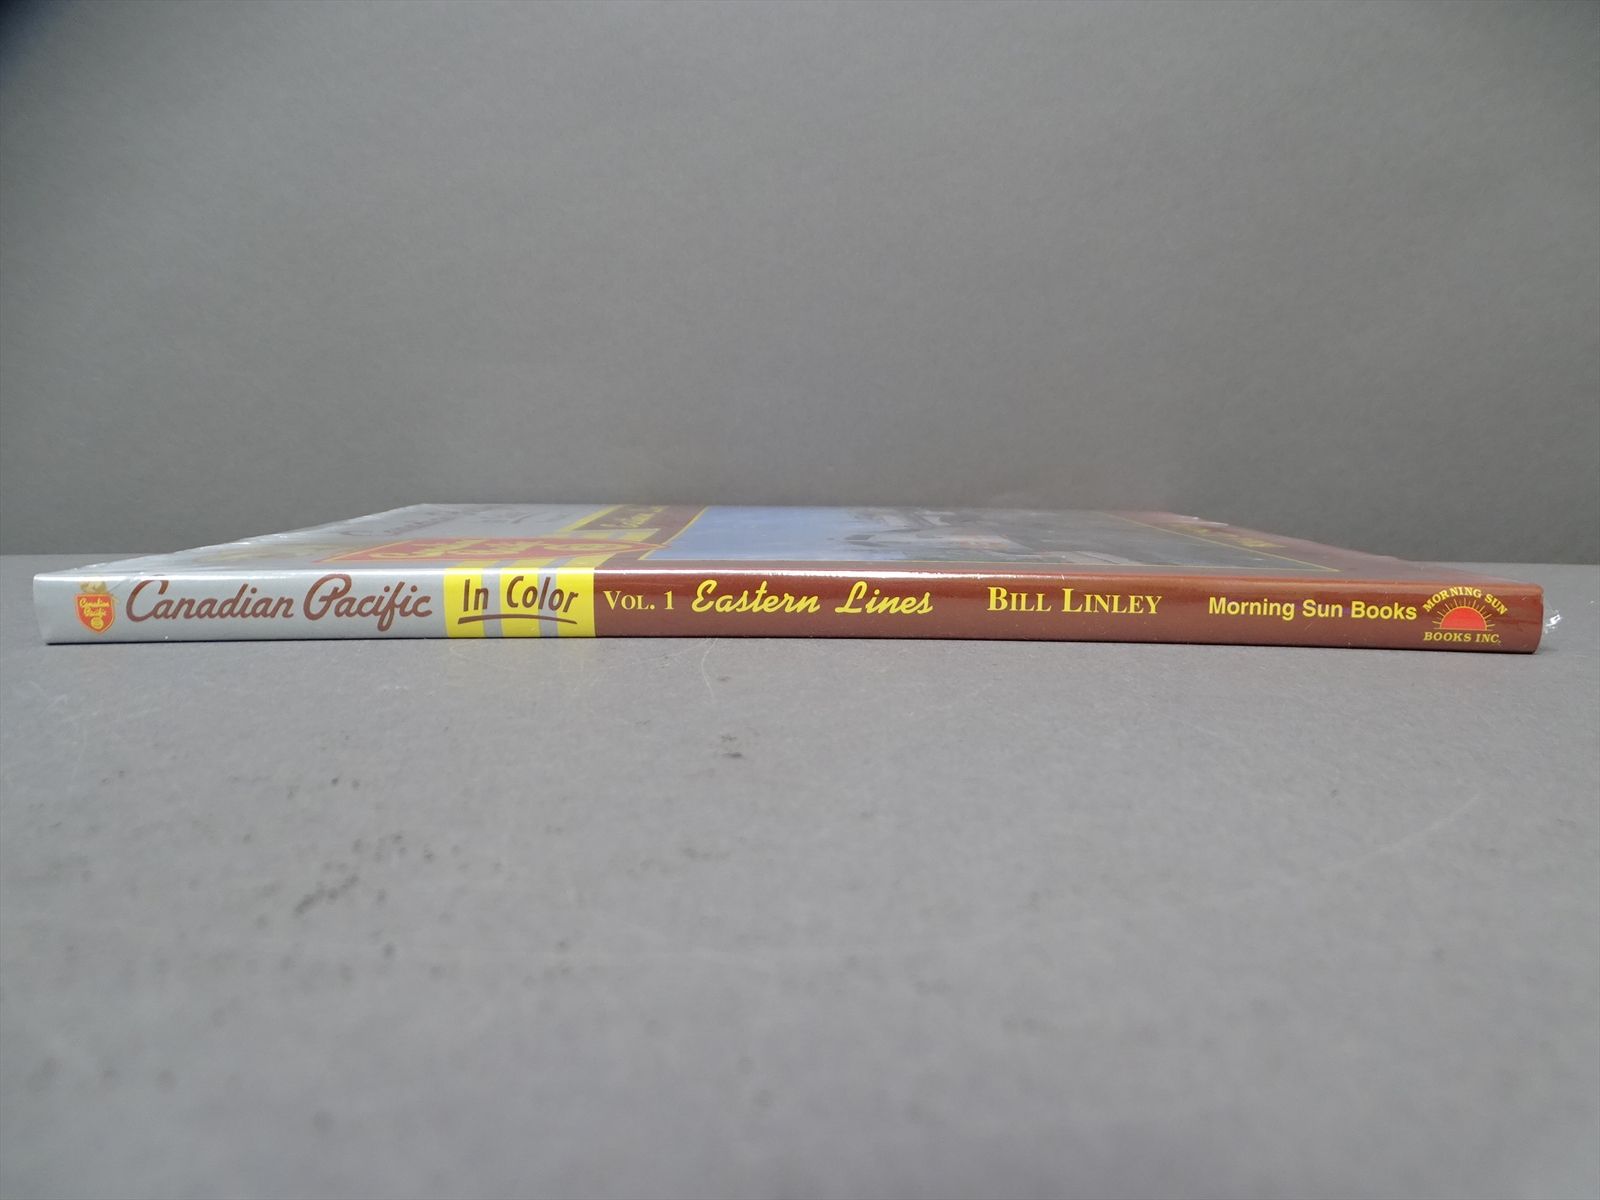 Canadian Pacific
Canadian Pacific In Color Vol. 1 Eastern Lines Bill Linley Morning Sun Books
MORNING SUN
BOOKS INC.